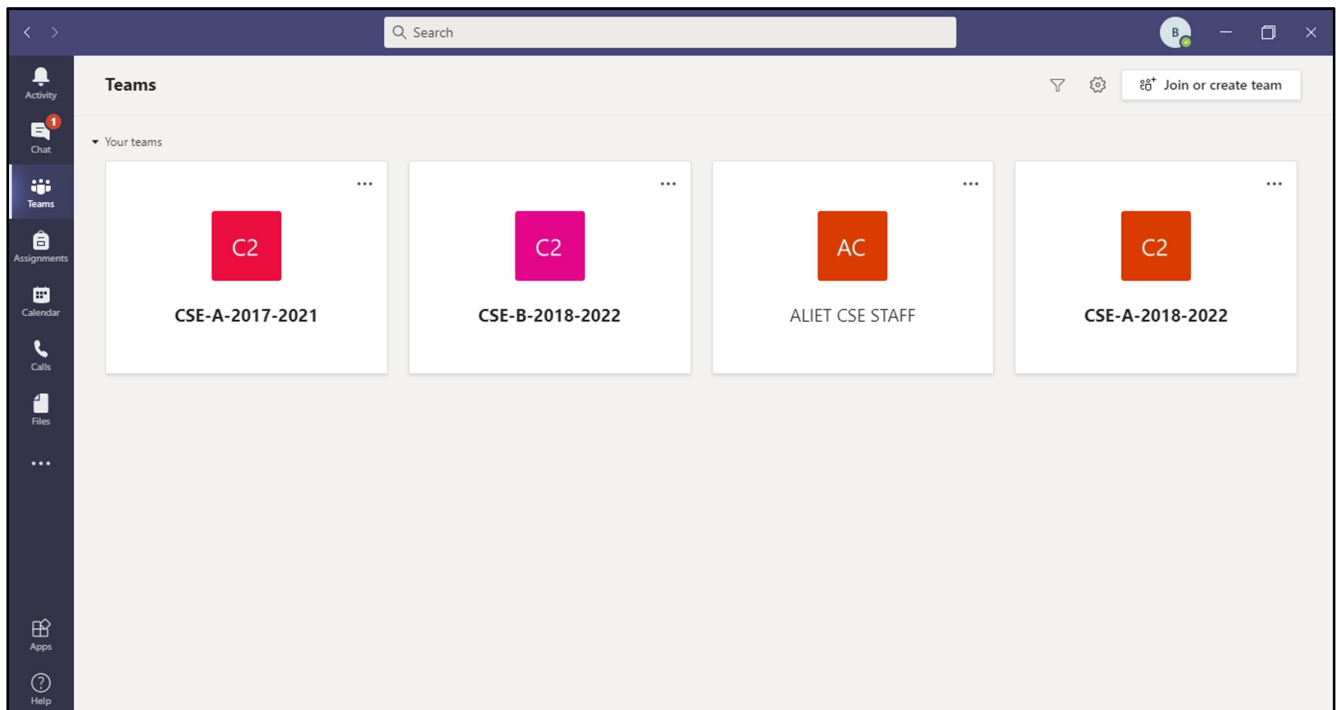 Search
B
Activity
Teams
Join or create team
1
Chat
Your teams
Teams
C2
C2
AC
C2
Assignments
CSE-A-2017-2021
CSE-B-2018-2022
ALIET CSE STAFF
CSE-A-2018-2022
Calendar
Calls
Files
Apps
Help